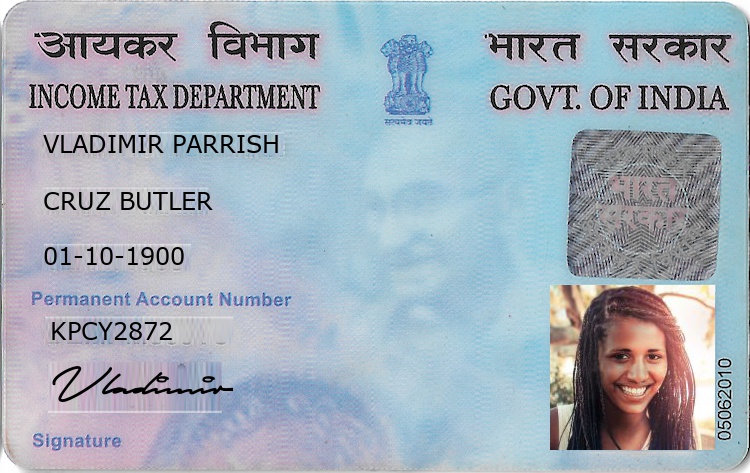 आयकर विभाग
भारत सरकार
INCOME TAX DEPARTMENT
GOVT. OF INDIA
सत्यमेव जयते
VLADIMIR PARRISH
भारत
सरकार
CRUZ BUTLER
01-10-1900
Permanent Account Number
KPCY2872
Vladimir
Signature
05062010